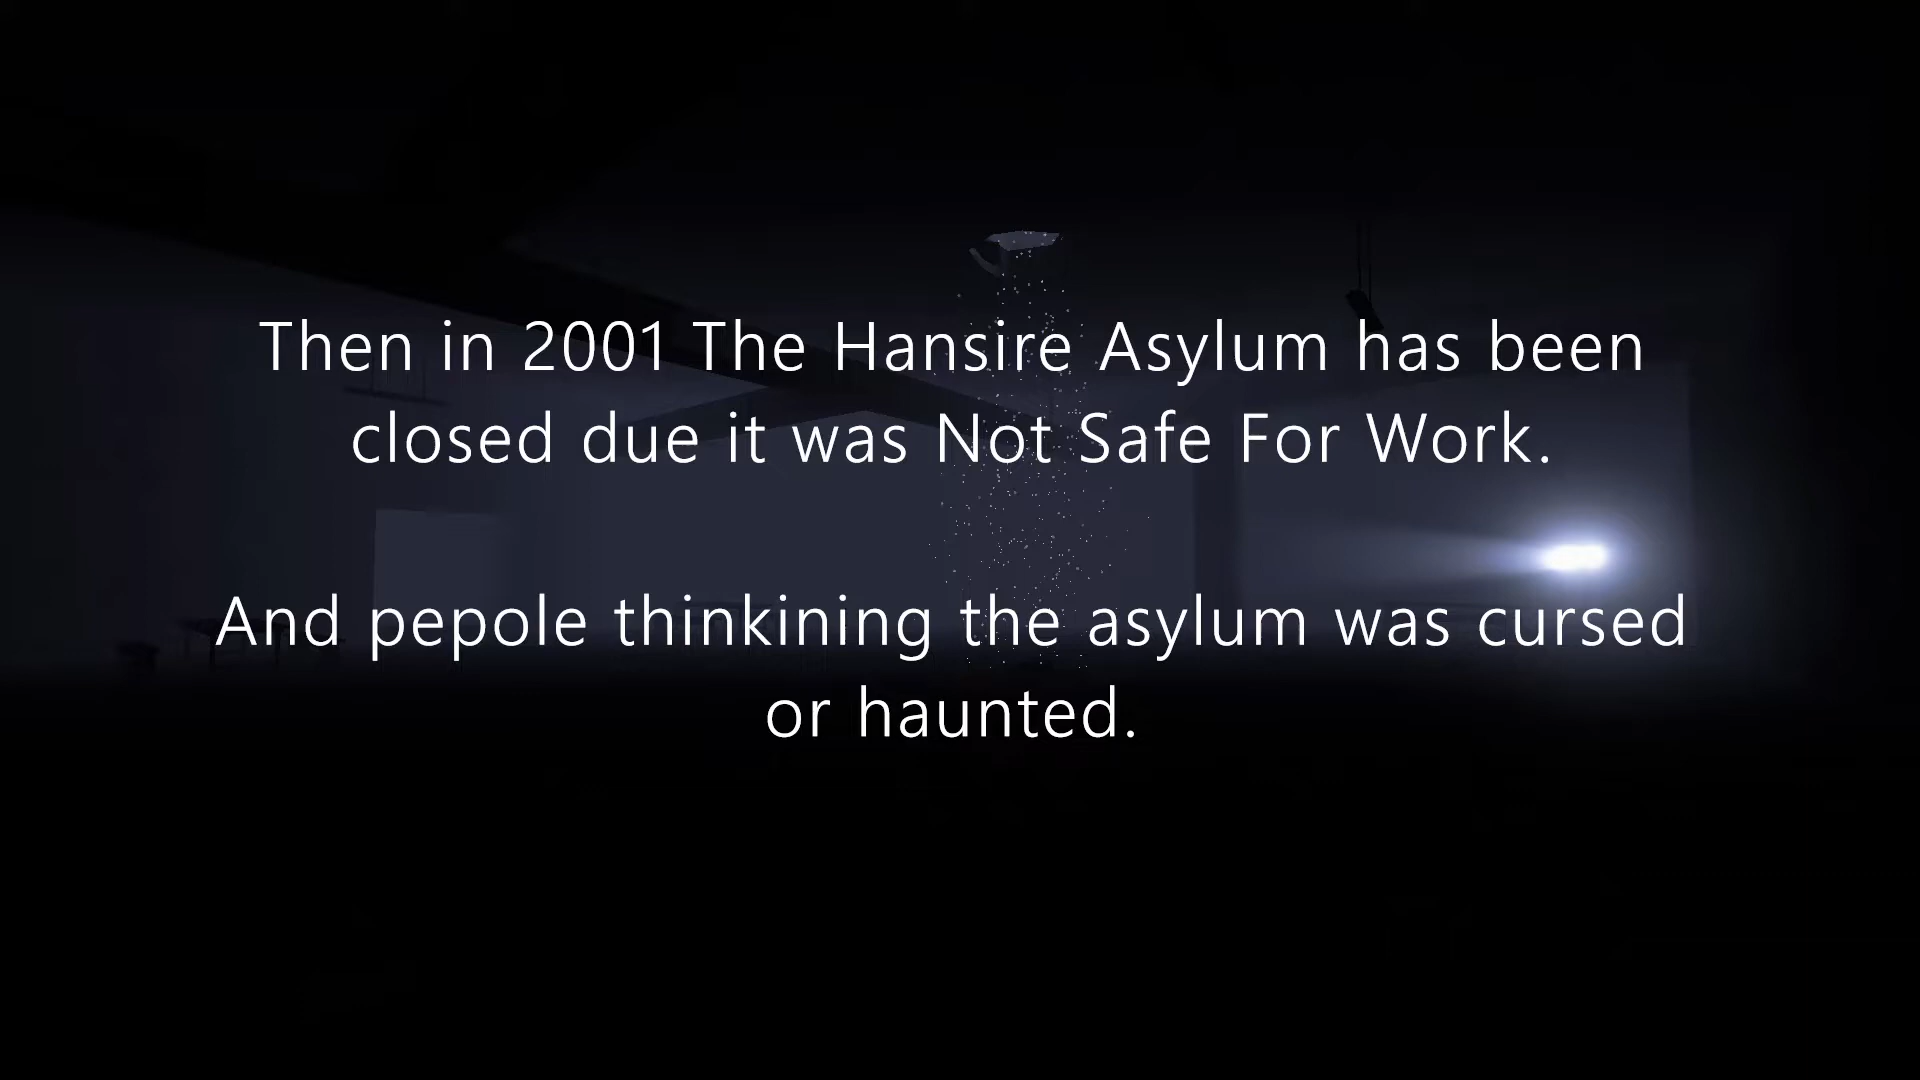 Then in 2001 The Hansire Asylum has been
closed due it was Not Safe For Work.
And pepole thinkining the asylum was cursed
or haunted.